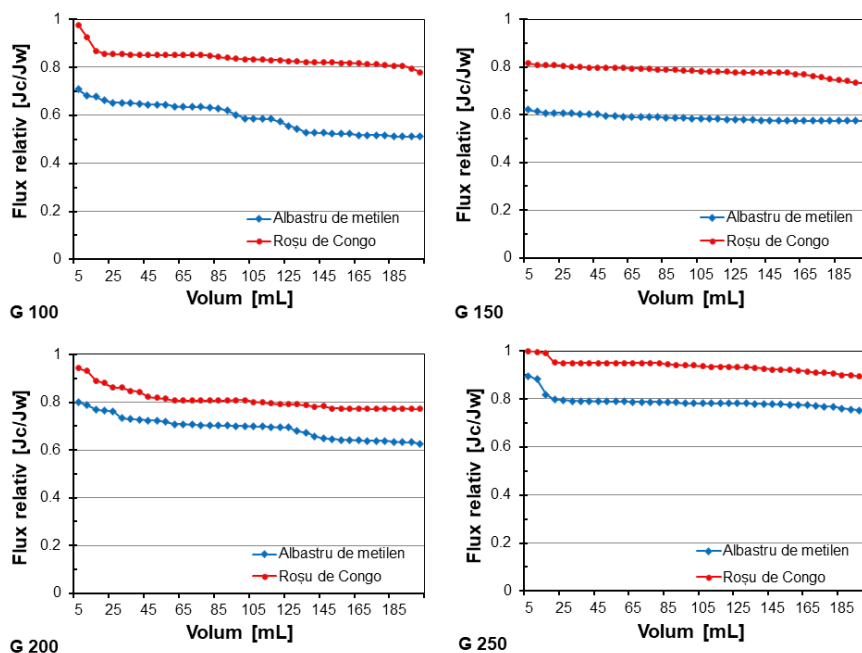 1
0.8
0.6
0.4
0.2
0
Flux relativ [Jc/Jw]
Albastru de metilen
Roșu de Congo
5 25 45 65 85 105 125 145 165 185
Volum [mL]
G 100
1
0.8
0.6
0.4
0.2
0
Flux relativ [Jc/Jw]
Albastru de metilen
Roșu de Congo
5 25 45 65 85 105 125 145 165 185
Volum [mL]
G 150
1
0.8
0.6
0.4
0.2
0
Flux relativ [Jc/Jw]
Albastru de metilen
Roșu de Congo
5 25 45 65 85 105 125 145 165 185
Volum [mL]
G 200
1
0.8
0.6
0.4
0.2
0
Flux relativ [Jc/Jw]
Albastru de metilen
Roșu de Congo
5 25 45 65 85 105 125 145 165 185
Volum [mL]
G 250